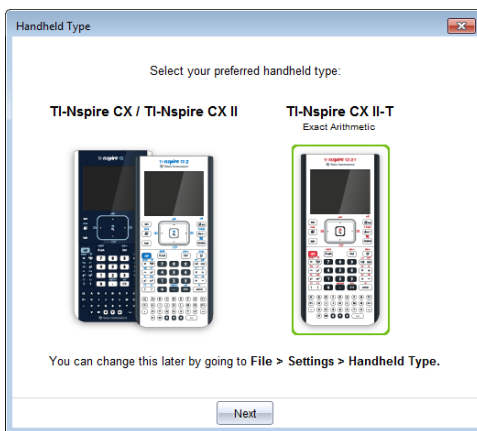 Handheld Type
Select your preferred handheld type:
TI-Nspire CX / TI-Nspire CX II
TI-Nspire CX II-T
Exact Arithmetic
You can change this later by going to File > Settings > Handheld Type.
Next